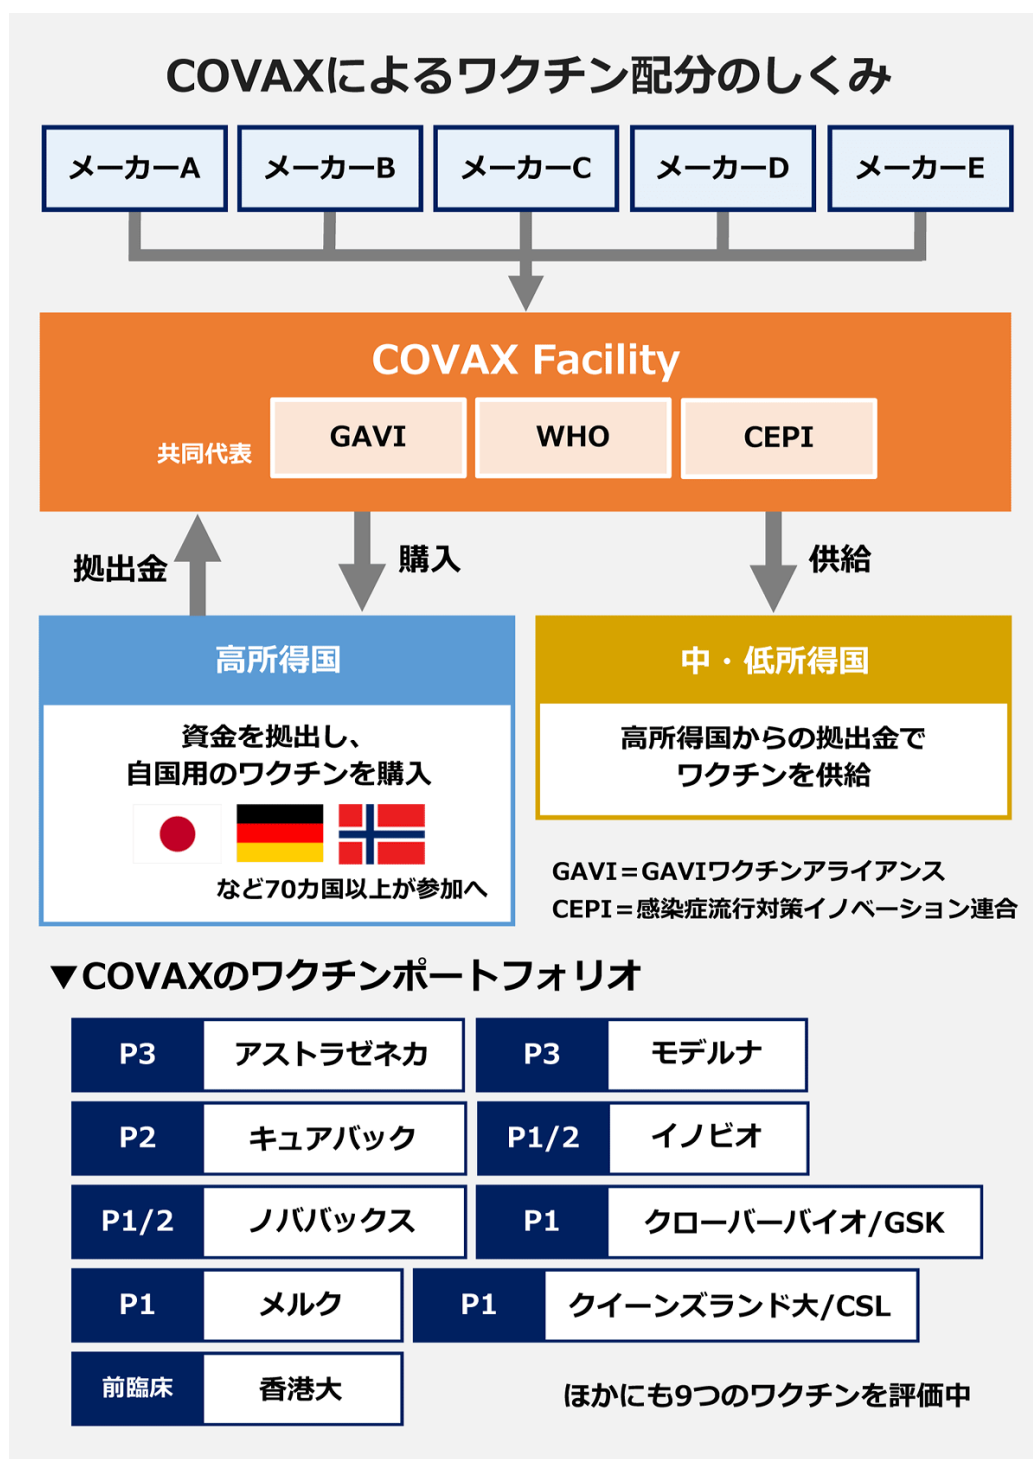 COVAXによるワクチン配分のしくみ
メーカーA
メーカーB
メーカーC
メーカーD
メーカーE
COVAX Facility
共同代表
GAVI
WHO
CEPI
拠出金
購入
供給
高所得国
資金を拠出し、
自国用のワクチンを購入
など70カ国以上が参加へ
中・低所得国
高所得国からの拠出金で
ワクチンを供給
GAVI＝GAVIワクチンアライアンス
CEPI＝感染症流行対策イノベーション連合
▼COVAXのワクチンポートフォリオ
P3 アストラゼネカ
P3 モデルナ
P2 キュアバック
P1/2 イノビオ
P1/2 ノババックス
P1 クローバーバイオ/GSK
P1 メルク
P1 クイーンズランド大/CSL
前臨床 香港大
ほかにも9つのワクチンを評価中